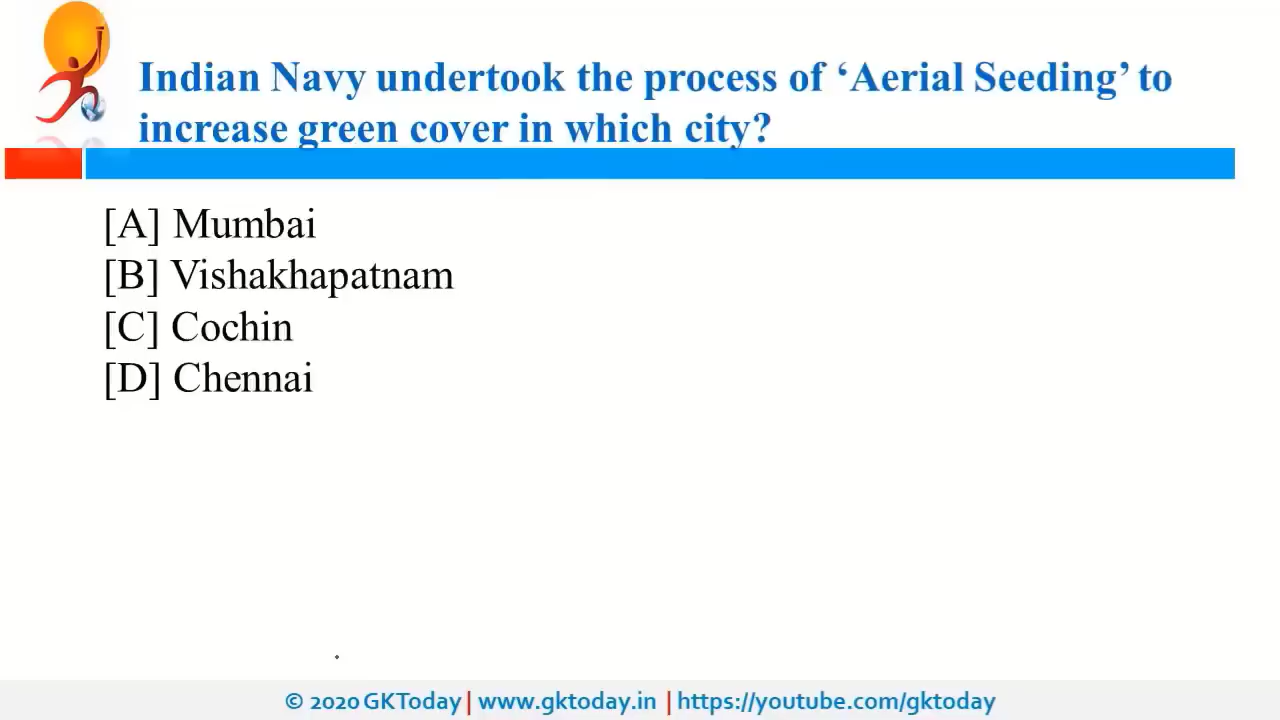 Indian Navy undertook the process of ‘Aerial Seeding’ to
increase green cover in which city?
[A] Mumbai
[B] Vishakhapatnam
[C] Cochin
[D] Chennai
© 2020 GKToday | www.gktoday.in | https://youtube.com/gktoday